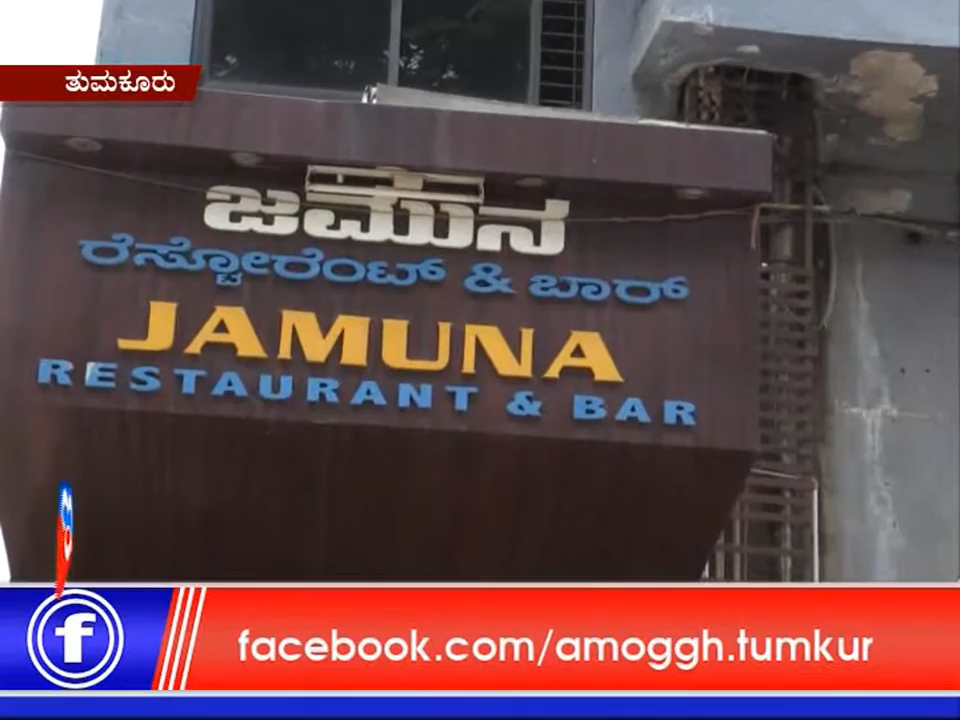 ತುಮಕೂರು
ಜಮುನ
ರೆಸ್ಟೋರೆಂಟ್ & ಬಾರ್
JAMUNA
RESTAURANT & BAR
f
facebook.com/amoggh.tumkur